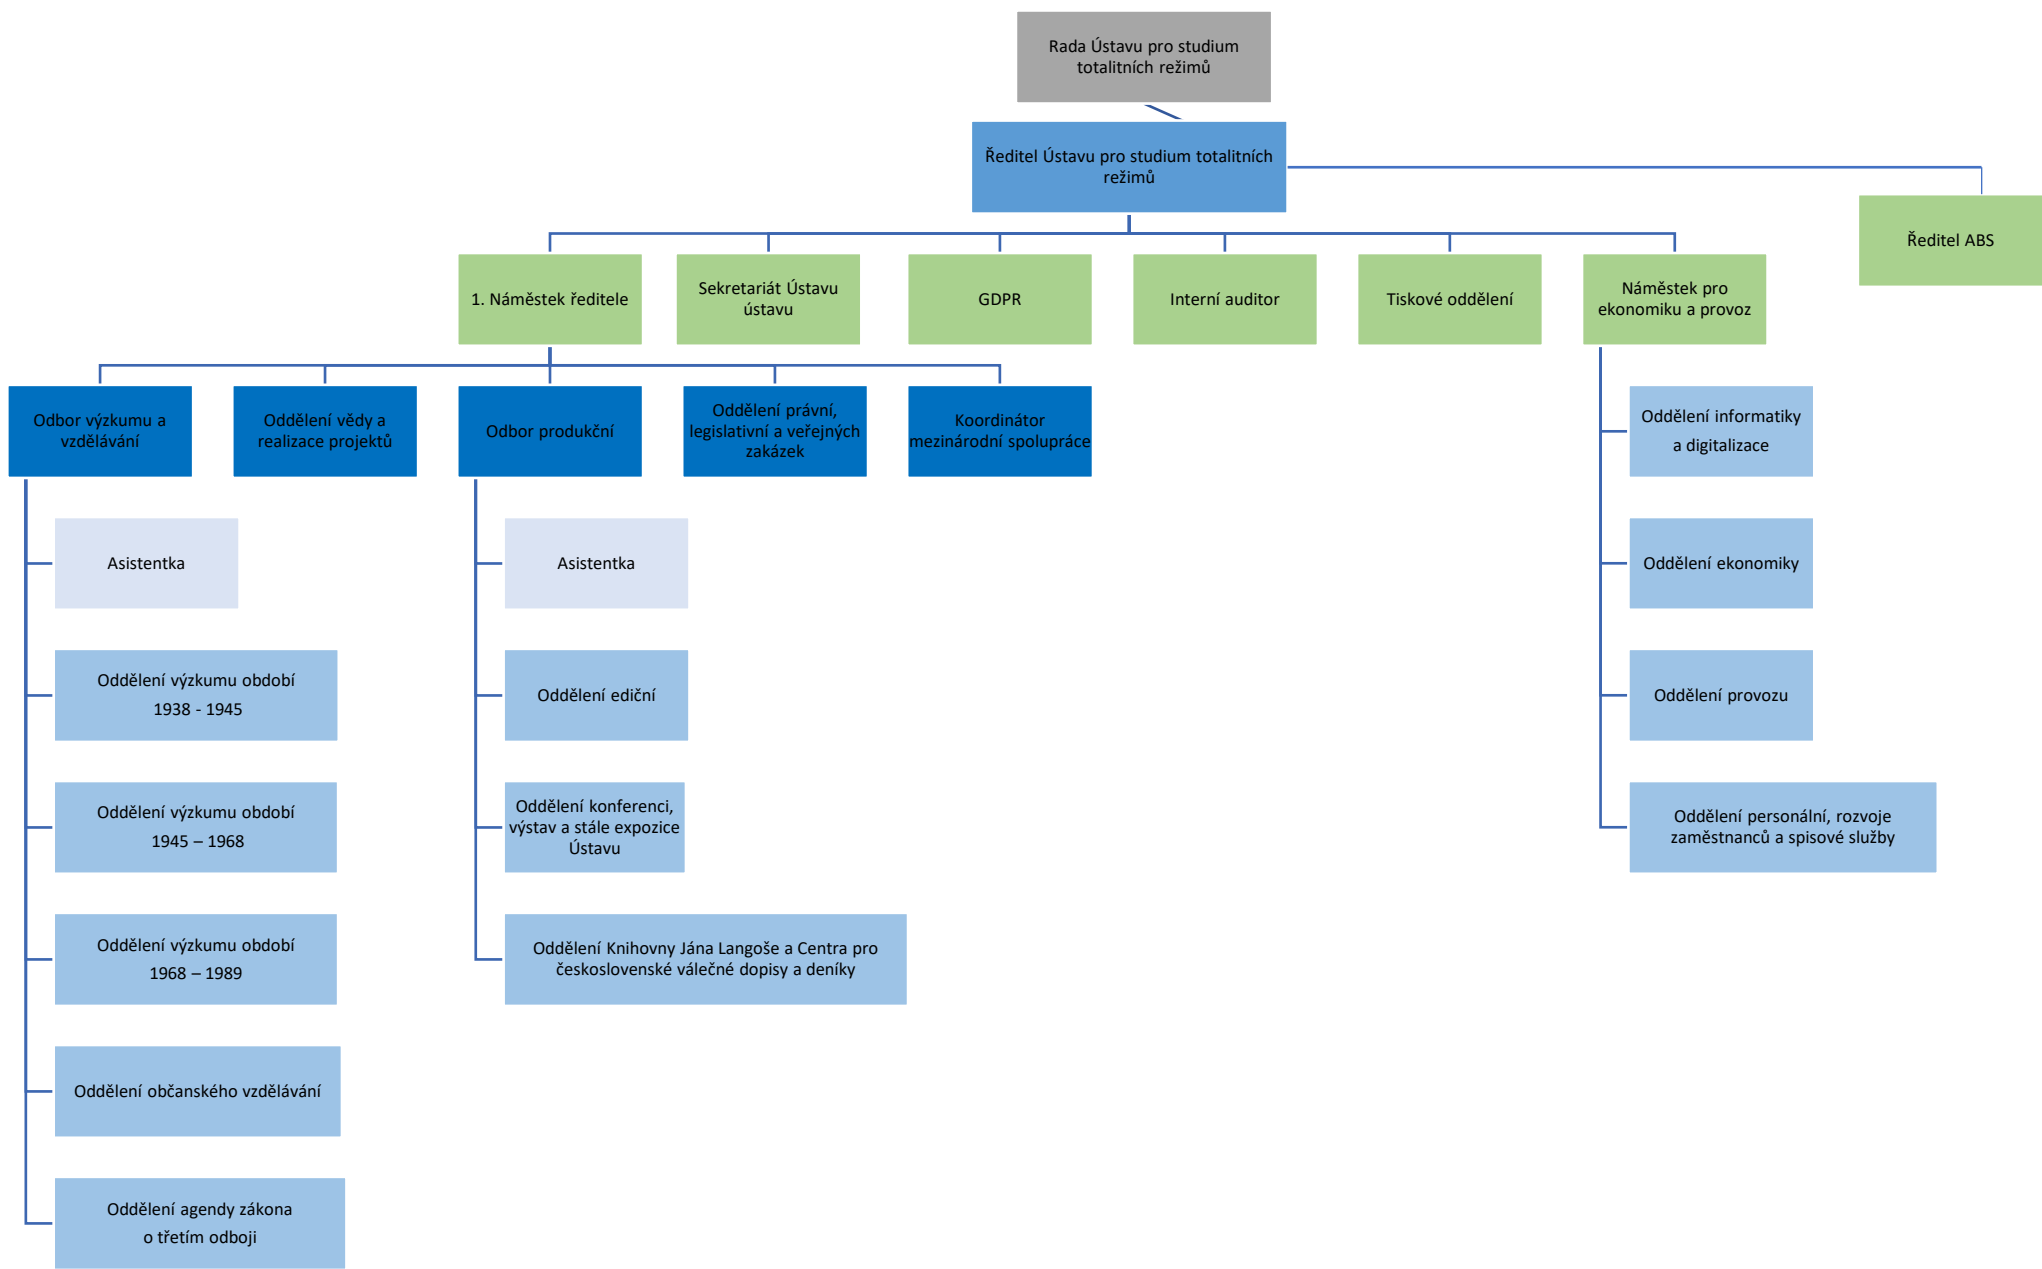 Rada Ústavu pro studium
totalitních režimů
Ředitel Ústavu pro studium totalitních
režimů
Ředitel ABS
1. Náměstek ředitele
Sekretariát Ústavu
ústavu
GDPR
Interní auditor
Tiskové oddělení
Náměstek pro
ekonomiku a provoz
Odbor výzkumu a
vzdělávání
Oddělení vědy a
realizace projektů
Odbor produkční
Oddělení právní,
legislativní a veřejných
zakázek
Koordinátor
mezinárodní spolupráce
Oddělení informatiky
a digitalizace
Asistentka
Asistentka
Oddělení ekonomiky
Oddělení výzkumu období
1938 - 1945
Oddělení ediční
Oddělení provozu
Oddělení výzkumu období
1945 – 1968
Oddělení konferenci,
výstav a stále expozice
Ústavu
Oddělení personální, rozvoje
zaměstnanců a spisové služby
Oddělení výzkumu období
1968 – 1989
Oddělení Knihovny Jána Langoše a Centra pro
československé válečné dopisy a deníky
Oddělení občanského vzdělávání
Oddělení agendy zákona
o třetím odboji